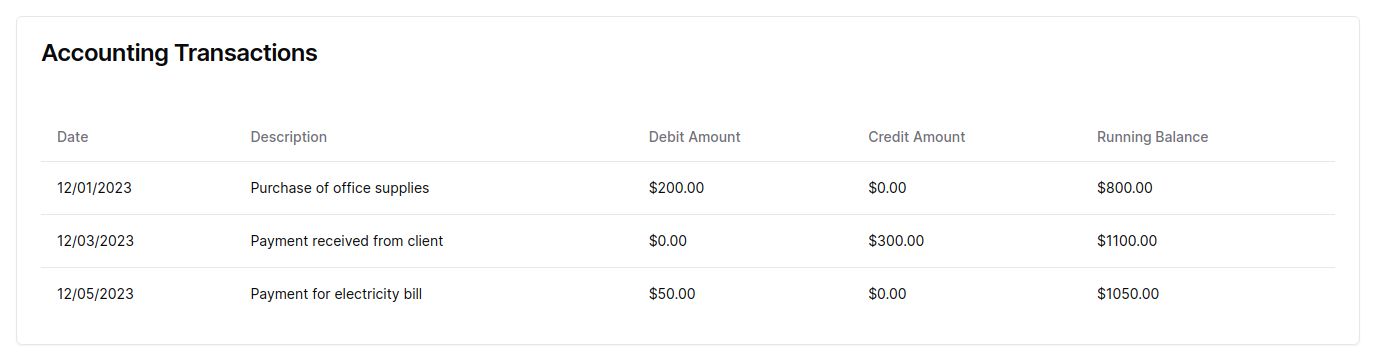 Accounting Transactions
Date Description Debit Amount Credit Amount Running Balance
12/01/2023 Purchase of office supplies $200.00 $0.00 $800.00
12/03/2023 Payment received from client $0.00 $300.00 $1100.00
12/05/2023 Payment for electricity bill $50.00 $0.00 $1050.00